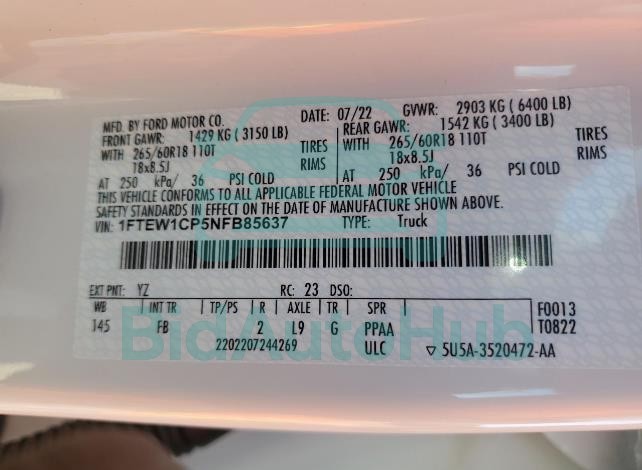 MFD. BY FORD MOTOR CO. DATE: 07/22 GVWR: 2903 KG ( 6400 LB)
FRONT GAWR: 1429 KG ( 3150 LB) REAR GAWR: 1542 KG ( 3400 LB)
WITH 265/60R18 110T TIRES WITH 265/60R18 110T TIRES
18x8.5J RIMS 18x8.5J RIMS
AT 250 kPa/ 36 PSI COLD AT 250 kPa/ 36 PSI COLD
THIS VEHICLE CONFORMS TO ALL APPLICABLE FEDERAL MOTOR VEHICLE
SAFETY STANDARDS IN EFFECT ON THE DATE OF MANUFACTURE SHOWN ABOVE.
VIN: 1FTEW1CP5NFB85637 TYPE: Truck
EXT PNT: YZ RC: 23 DSO:
WB INT TR TP/PS R AXLE TR SPR F0013
145 FB 2 L9 G PPAA T0822
BidAutoHub
2202207244269 ULC ▽ 5U5A-3520472-AA